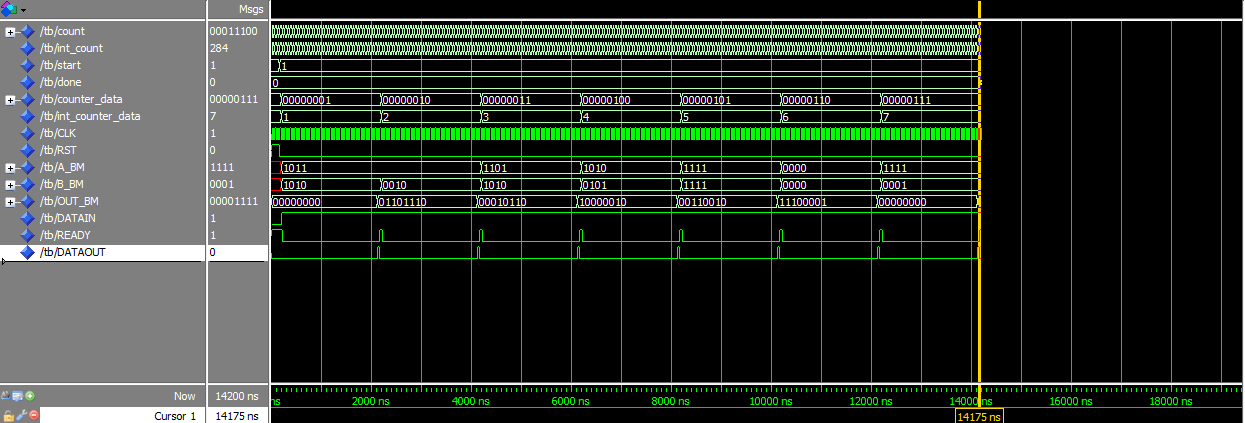 Msgs
/tb/count 00011100
/tb/int_count 284
/tb/start 1 1
/tb/done 0 0
/tb/counter_data 00000111 00000001 00000010 00000011 00000100 00000101 00000110 00000111
/tb/int_counter_data 7 1 2 3 4 5 6 7
/tb/CLK 1
/tb/RST 0
/tb/A_BM 1111 1011 1101 1010 1111 0000 1111
/tb/B_BM 0001 1010 0010 1010 0101 1111 0000 0001
/tb/OUT_BM 00001111 00000000 01101110 00010110 10000010 00110010 11100001 00000000
/tb/DATAIN 1
/tb/READY 1
/tb/DATAOUT 0
Now 14200 ns ns 2000 ns 4000 ns 6000 ns 8000 ns 10000 ns 12000 ns 14000 ns 16000 ns 18000 ns
Cursor 1 14175 ns 14175 ns